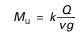 Mu = k Q/vg